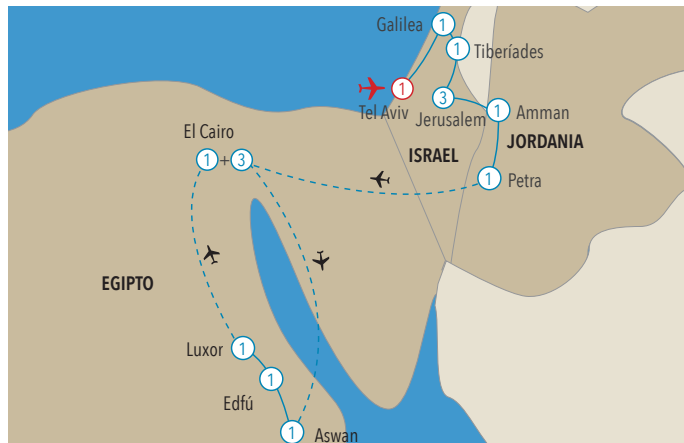 Galilea 1
1 Tiberíades
1
Tel Aviv
3
Jerusalem
1 Amman
ISRAEL
JORDANIA
1 Petra
El Cairo
1 + 3
EGIPTO
Luxor 1
1
Edfú
1
Aswan